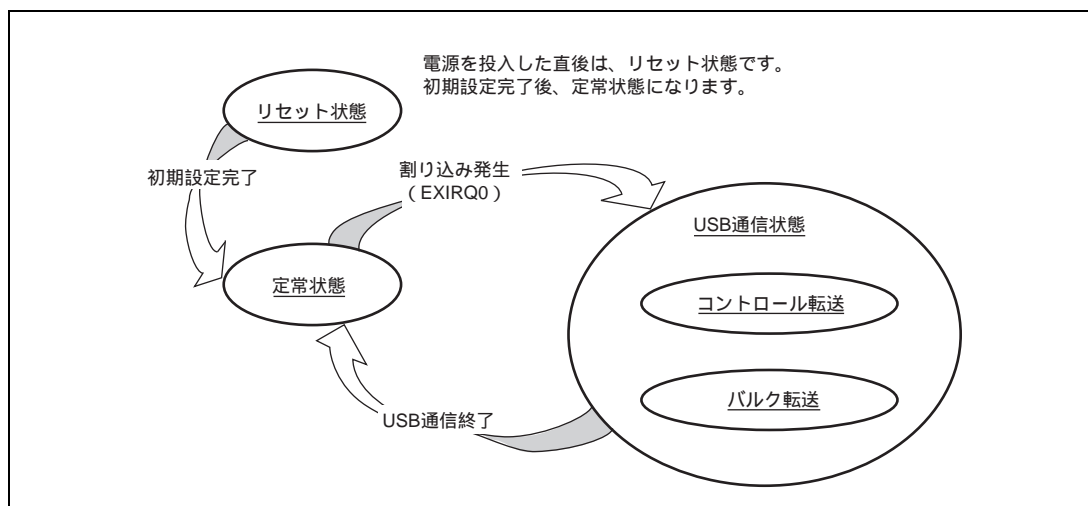 電源を投入した直後は、リセット状態です。
初期設定完了後、定常状態になります。
リセット状態
初期設定完了
割り込み発生
（EXIRQ0）
USB通信状態
定常状態
コントロール転送
バルク転送
USB通信終了